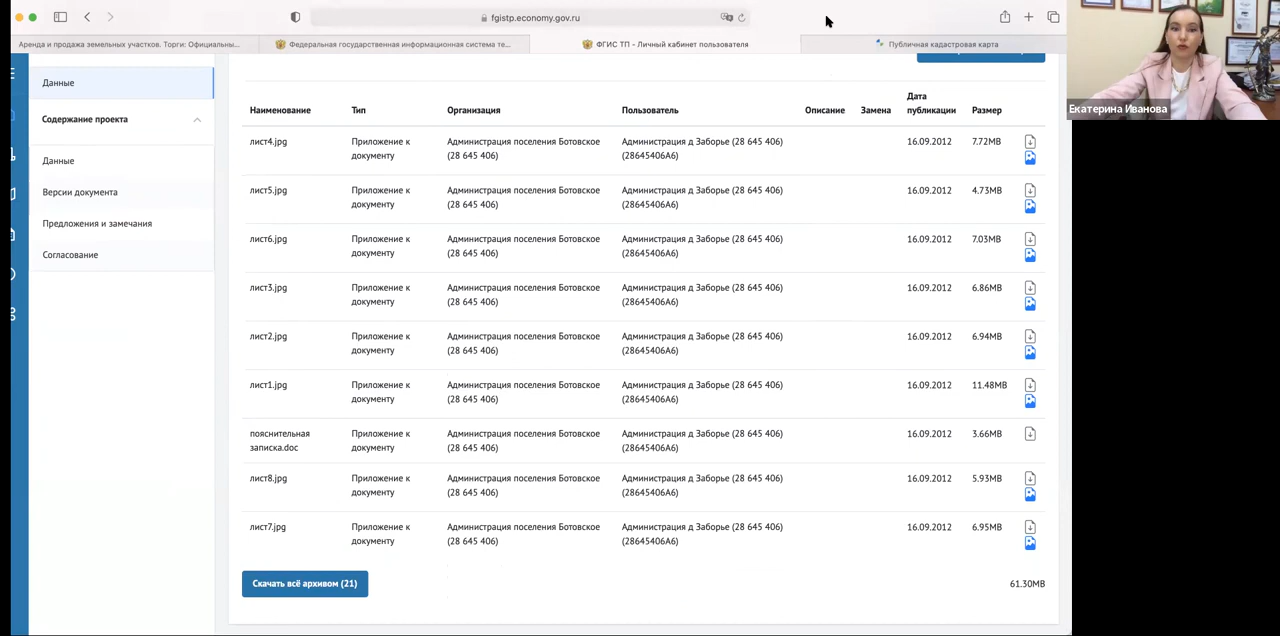 fgistp.economy.gov.ru
Аренда и продажа земельных участков. Торги: Официальны...
Федеральная государственная информационная система те...
ФГИС ТП - Личный кабинет пользователя
Публичная кадастровая карта
Екатерина Иванова
Данные
Содержание проекта
Данные
Версии документа
Предложения и замечания
Согласование
Наименование Тип Организация Пользователь Описание Замена Дата публикации Размер
лист4.jpg Приложение к документу Администрация поселения Ботовское (28 645 406) Администрация д Заборье (28 645 406) (28645406А6) 16.09.2012 7.72MB
лист5.jpg Приложение к документу Администрация поселения Ботовское (28 645 406) Администрация д Заборье (28 645 406) (28645406А6) 16.09.2012 4.73MB
лист6.jpg Приложение к документу Администрация поселения Ботовское (28 645 406) Администрация д Заборье (28 645 406) (28645406А6) 16.09.2012 7.03MB
лист3.jpg Приложение к документу Администрация поселения Ботовское (28 645 406) Администрация д Заборье (28 645 406) (28645406А6) 16.09.2012 6.86MB
лист2.jpg Приложение к документу Администрация поселения Ботовское (28 645 406) Администрация д Заборье (28 645 406) (28645406А6) 16.09.2012 6.94MB
лист1.jpg Приложение к документу Администрация поселения Ботовское (28 645 406) Администрация д Заборье (28 645 406) (28645406А6) 16.09.2012 11.48MB
пояснительная записка.doc Приложение к документу Администрация поселения Ботовское (28 645 406) Администрация д Заборье (28 645 406) (28645406А6) 16.09.2012 3.66MB
лист8.jpg Приложение к документу Администрация поселения Ботовское (28 645 406) Администрация д Заборье (28 645 406) (28645406А6) 16.09.2012 5.93MB
лист7.jpg Приложение к документу Администрация поселения Ботовское (28 645 406) Администрация д Заборье (28 645 406) (28645406А6) 16.09.2012 6.95MB
Скачать всё архивом (21) 61.30MB